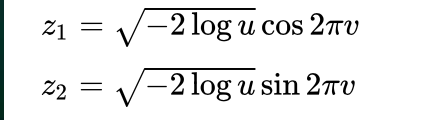 z₁ = √(−2 log u) cos 2πv
z₂ = √(−2 log u) sin 2πv